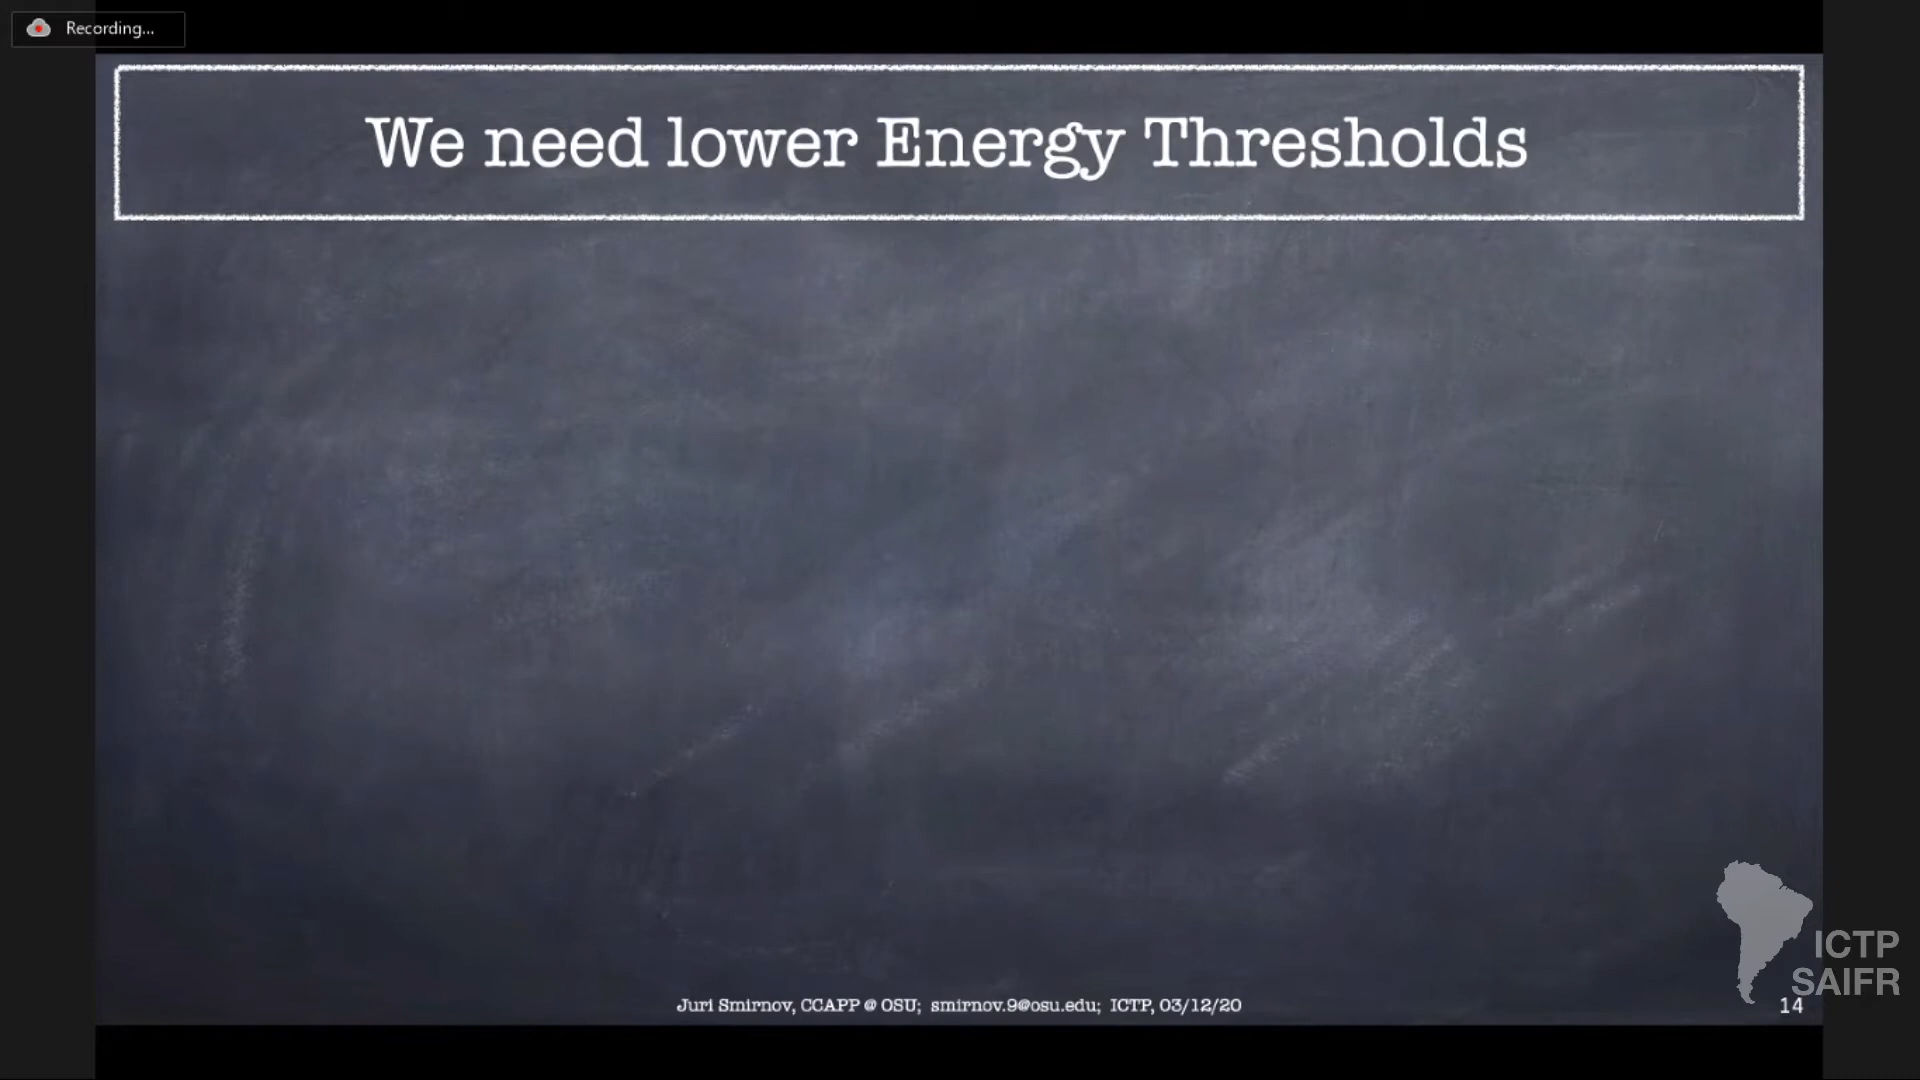 Recording...
We need lower Energy Thresholds
ICTP
SAIFR
Juri Smirnov, CCAPP @ OSU; smirnov.9@osu.edu; ICTP, 03/12/20
14